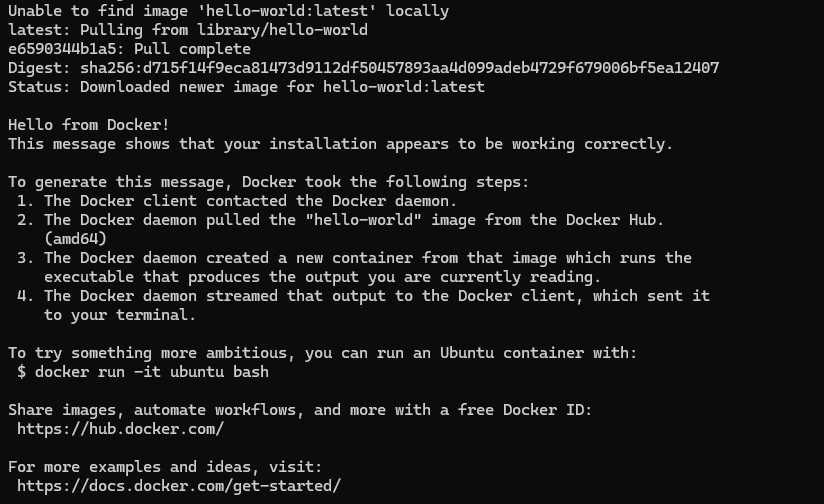 Unable to find image 'hello-world:latest' locally
latest: Pulling from library/hello-world
e6590344b1a5: Pull complete
Digest: sha256:d715f14f9eca81473d9112df50457893aa4d099adeb4729f679006bf5ea12407
Status: Downloaded newer image for hello-world:latest
Hello from Docker!
This message shows that your installation appears to be working correctly.
To generate this message, Docker took the following steps:
1. The Docker client contacted the Docker daemon.
2. The Docker daemon pulled the "hello-world" image from the Docker Hub.
(amd64)
3. The Docker daemon created a new container from that image which runs the
executable that produces the output you are currently reading.
4. The Docker daemon streamed that output to the Docker client, which sent it
to your terminal.
To try something more ambitious, you can run an Ubuntu container with:
$ docker run -it ubuntu bash
Share images, automate workflows, and more with a free Docker ID:
https://hub.docker.com/
For more examples and ideas, visit:
https://docs.docker.com/get-started/